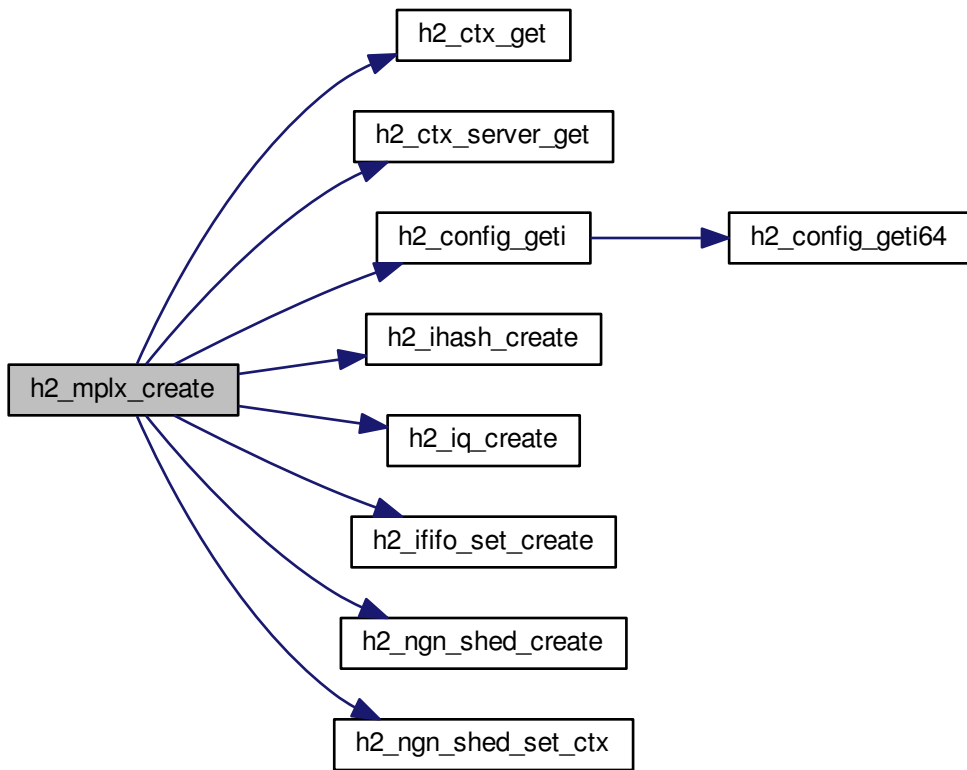 h2_ctx_get
h2_ctx_server_get
h2_config_geti
h2_config_geti64
h2_ihash_create
h2_mplx_create
h2_iq_create
h2_ififo_set_create
h2_ngn_shed_create
h2_ngn_shed_set_ctx